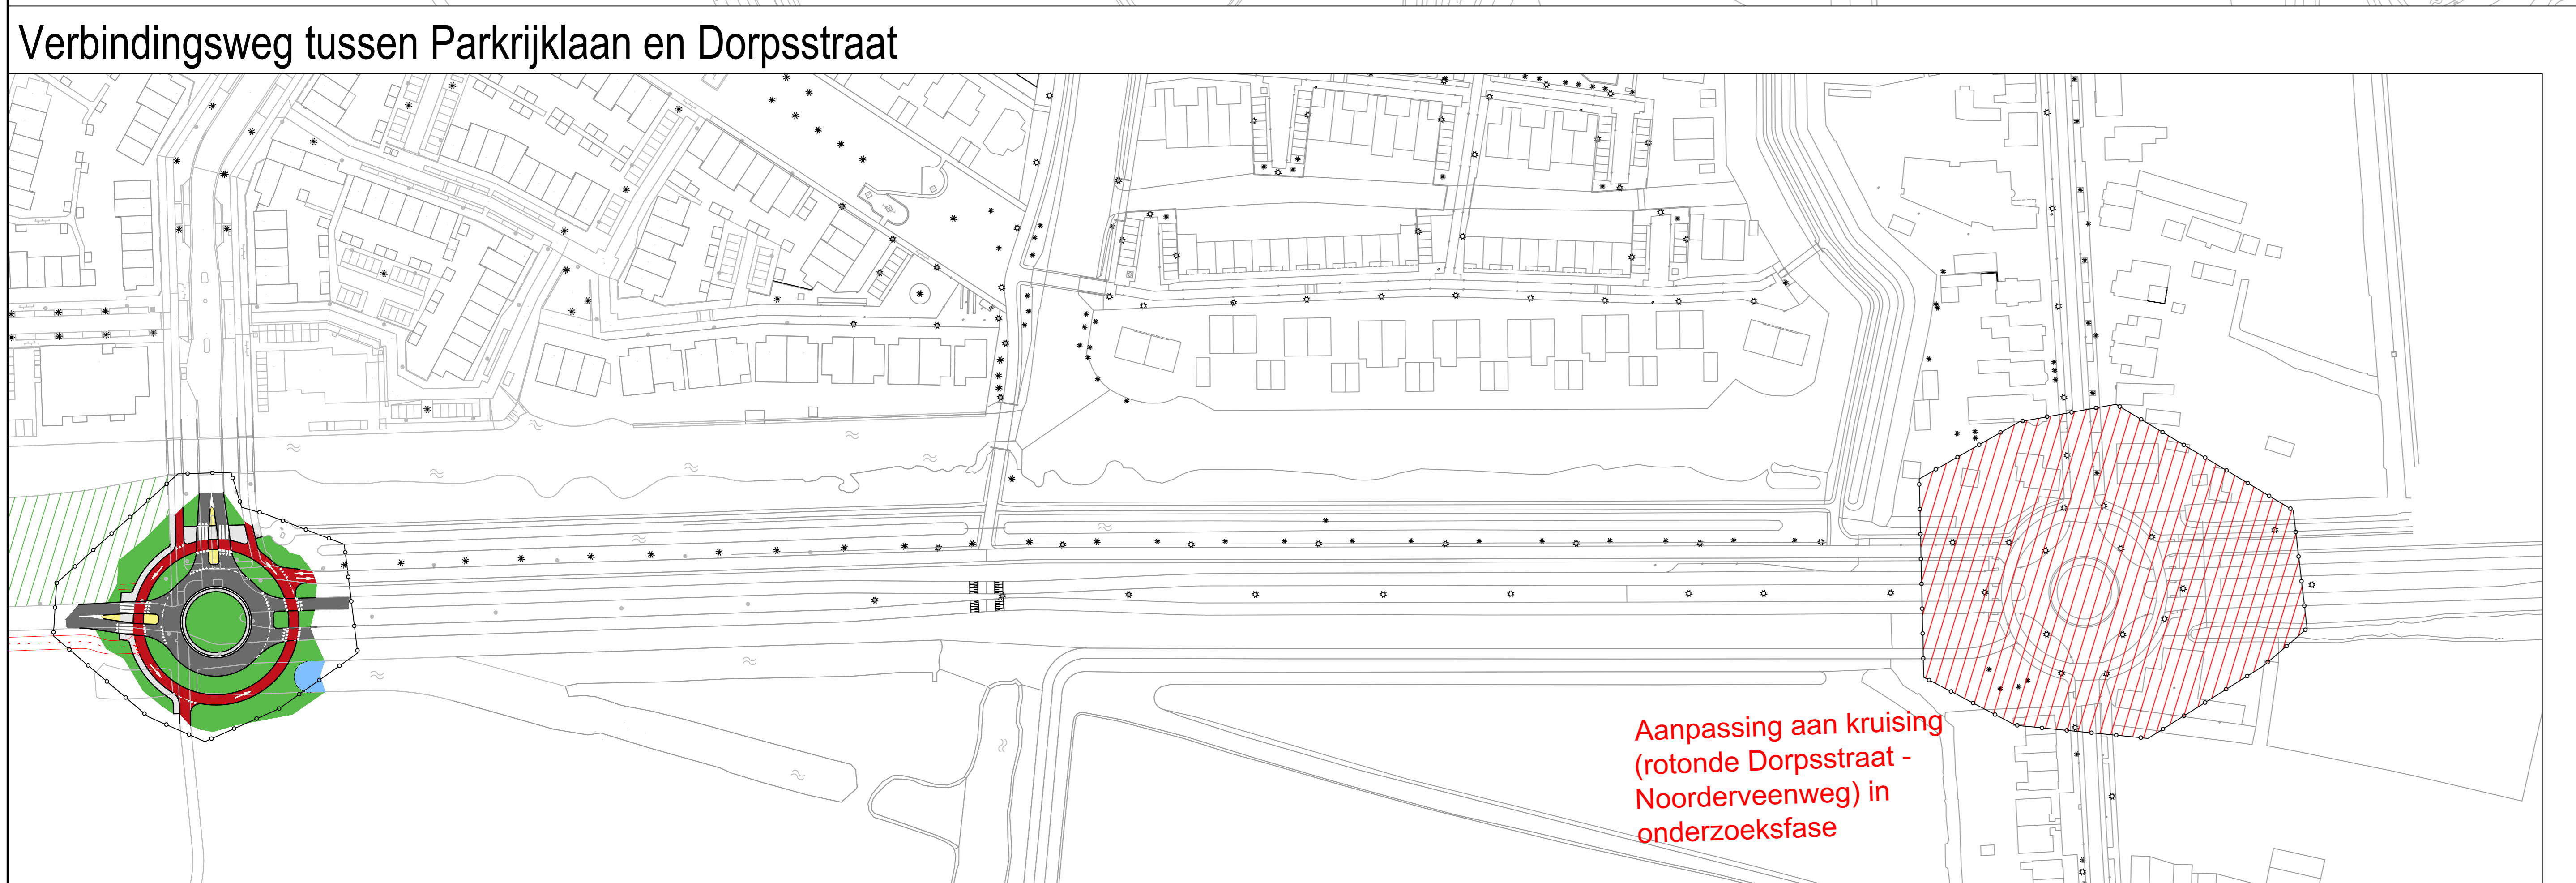 Verbindingsweg tussen Parkrijklaan en Dorpsstraat
Aanpassing aan kruising
(rotonde Dorpsstraat -
Noorderveenweg) in
onderzoeksfase